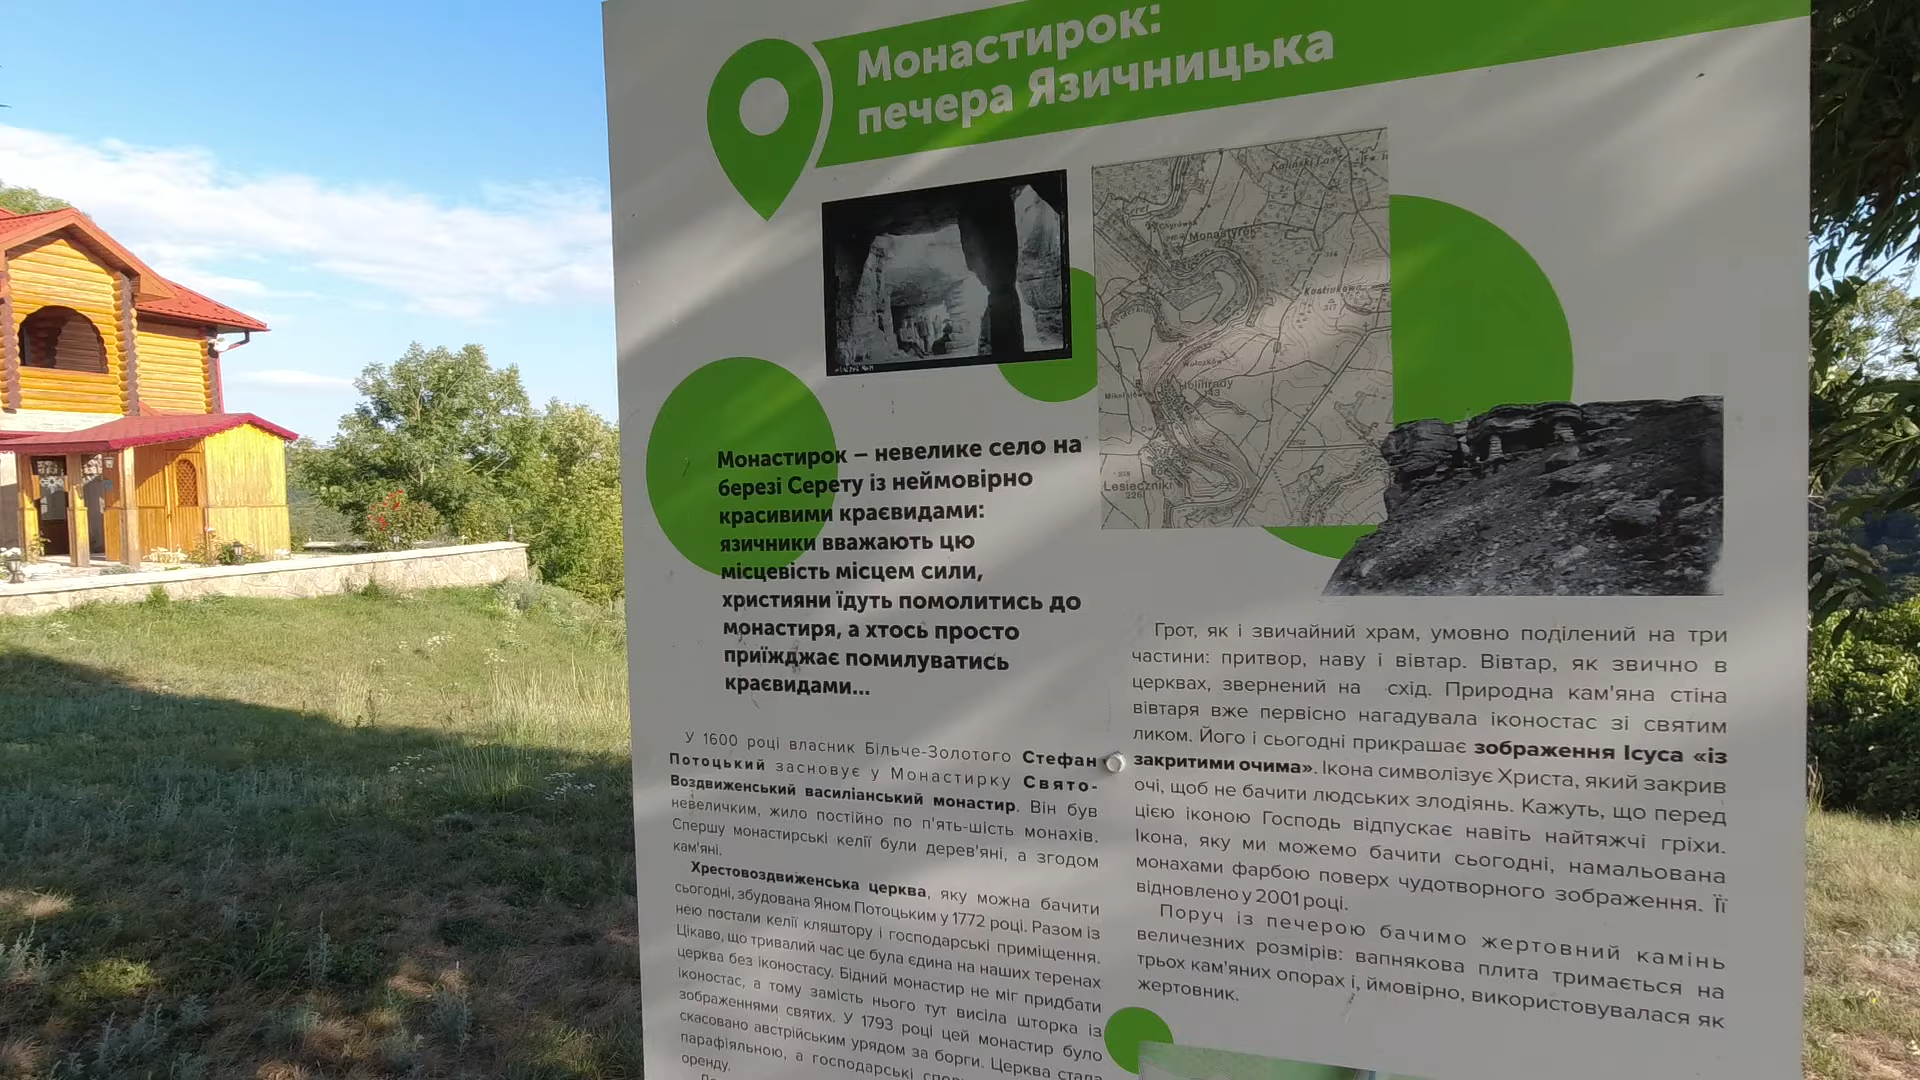 Монастирок:
печера Язичницька
Kaliński Las
Monastyrok
Kostiukowa
317
Wołczków
Holihrady
143
Lesieczniki
226
Монастирок – невелике село на
березі Серету із неймовірно
красивими краєвидами:
язичники вважають цю
місцевість місцем сили,
християни їдуть помолитись до
монастиря, а хтось просто
приїжджає помилуватись
краєвидами...
У 1600 році власник Більче-Золотого Стефан
Потоцький засновує у Монастирку Свято-
Воздвиженський василіанський монастир. Він був
невеличким, жило постійно по п'ять-шість монахів.
Спершу монастирські келії були дерев'яні, а згодом
кам'яні.
Хрестовоздвиженська церква, яку можна бачити
сьогодні, збудована Яном Потоцьким у 1772 році. Разом із
нею постали келії кляштору і господарські приміщення.
Цікаво, що тривалий час це була єдина на наших теренах
церква без іконостасу. Бідний монастир не міг придбати
іконостас, а тому замість нього тут висіла шторка із
зображеннями святих. У 1793 році цей монастир було
скасовано австрійським урядом за борги. Церква стала
парафіяльною, а господарські
оренду.
Грот, як і звичайний храм, умовно поділений на три
частини: притвор, наву і вівтар. Вівтар, як звично в
церквах, звернений на схід. Природна кам'яна стіна
вівтаря вже первісно нагадувала іконостас зі святим
ликом. Його і сьогодні прикрашає зображення Ісуса «із
закритими очима». Ікона символізує Христа, який закрив
очі, щоб не бачити людських злодіянь. Кажуть, що перед
цією іконою Господь відпускає навіть найтяжчі гріхи.
Ікона, яку ми можемо бачити сьогодні, намальована
монахами фарбою поверх чудотворного зображення. Її
відновлено у 2001 році.
Поруч із печерою бачимо жертовний камінь
величезних розмірів: вапнякова плита тримається на
трьох кам'яних опорах і, ймовірно, використовувалася як
жертовник.